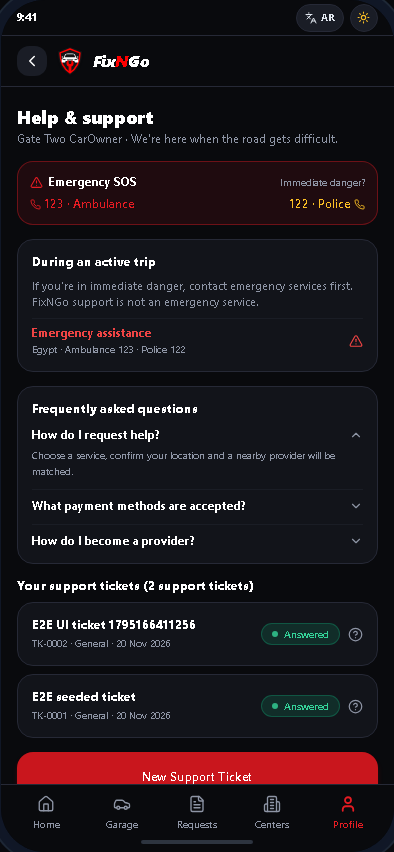 9:41
AR
FixNGo
Help & support
Gate Two CarOwner · We're here when the road gets difficult.
Emergency SOS
Immediate danger?
123 · Ambulance
122 · Police
During an active trip
If you're in immediate danger, contact emergency services first.
FixNGo support is not an emergency service.
Emergency assistance
Egypt · Ambulance 123 · Police 122
Frequently asked questions
How do I request help?
Choose a service, confirm your location and a nearby provider will be
matched.
What payment methods are accepted?
How do I become a provider?
Your support tickets (2 support tickets)
E2E UI ticket 1795166411256
Answered
TK-0002 · General · 20 Nov 2026
E2E seeded ticket
Answered
TK-0001 · General · 20 Nov 2026
New Support Ticket
Home
Garage
Requests
Centers
Profile